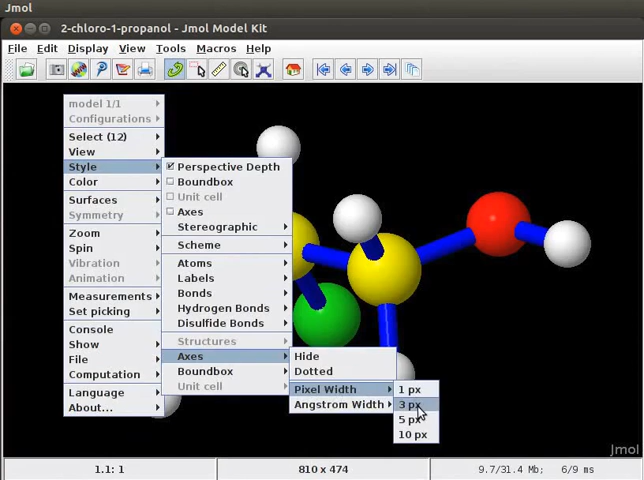 Jmol
2-chloro-1-propanol - Jmol Model Kit
File Edit Display View Tools Macros Help
model 1/1
Configurations
Select (12)
View
Style
Color
Surfaces
Symmetry
Zoom
Spin
Vibration
Animation
Measurements
Set picking
Console
Show
File
Computation
Language
About...
Perspective Depth
Boundbox
Unit cell
Axes
Stereographic
Scheme
Atoms
Labels
Bonds
Hydrogen Bonds
Disulfide Bonds
Structures
Axes
Boundbox
Unit cell
Hide
Dotted
Pixel Width
Angstrom Width
1 px
3 px
5 px
10 px
Jmol
1.1: 1 810 x 474 9.7/31.4 Mb; 6/9 ms